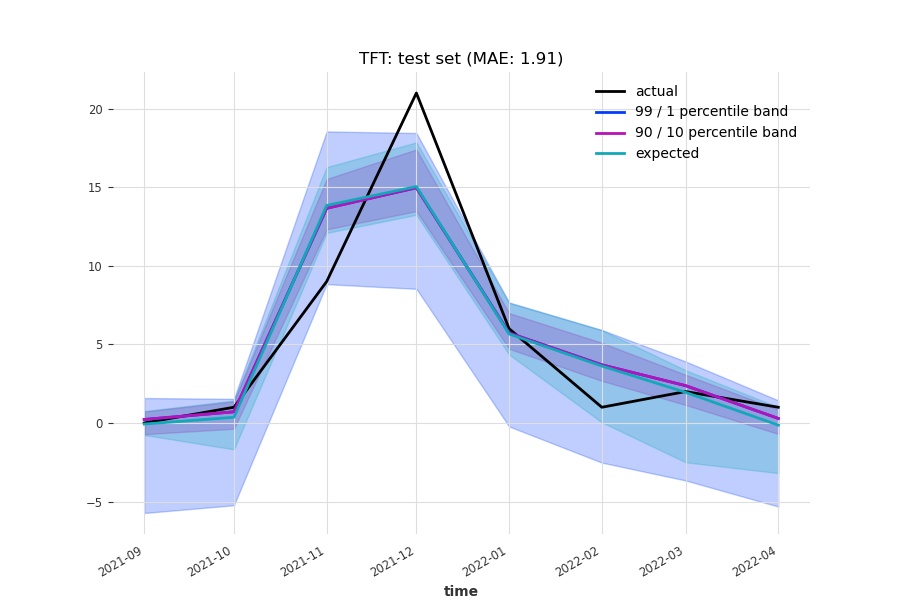 TFT: test set (MAE: 1.91)
actual
99 / 1 percentile band
90 / 10 percentile band
expected
20
15
10
5
0
−5
2021-09
2021-10
2021-11
2021-12
2022-01
2022-02
2022-03
2022-04
time